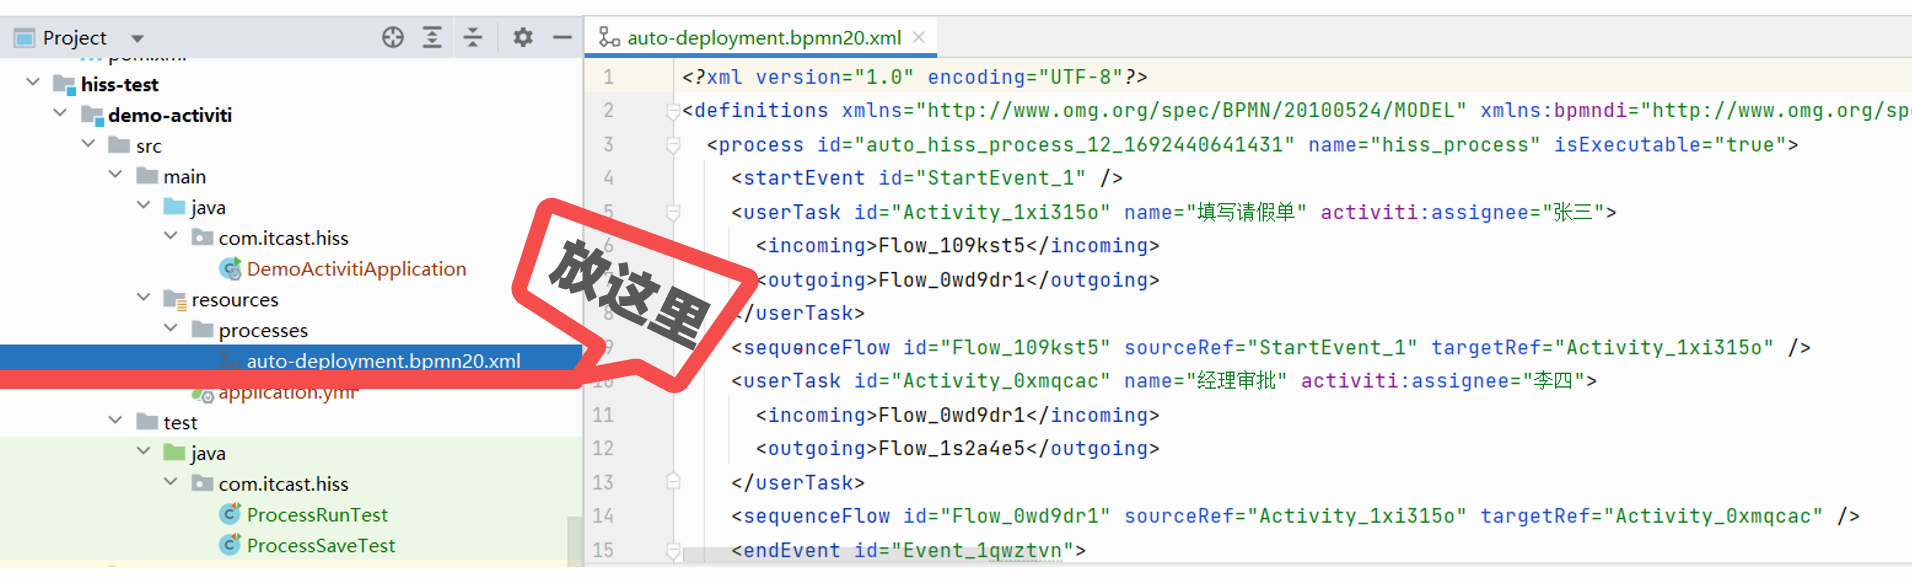 Project
auto-deployment.bpmn20.xml
hiss-test
demo-activiti
src
main
java
com.itcast.hiss
DemoActivitiApplication
resources
processes
auto-deployment.bpmn20.xml
test
java
com.itcast.hiss
ProcessRunTest
ProcessSaveTest
放这里
1 <?xml version="1.0" encoding="UTF-8"?>
2 <definitions xmlns="http://www.omg.org/spec/BPMN/20100524/MODEL" xmlns:bpmndi="http://www.omg.org/sp
3 <process id="auto_hiss_process_12_1692440641431" name="hiss_process" isExecutable="true">
4 <startEvent id="StartEvent_1" />
5 <userTask id="Activity_1xi315o" name="填写请假单" activiti:assignee="张三">
6 <incoming>Flow_109kst5</incoming>
<outgoing>Flow_0wd9dr1</outgoing>
8 </userTask>
9 <sequenceFlow id="Flow_109kst5" sourceRef="StartEvent_1" targetRef="Activity_1xi315o" />
10 <userTask id="Activity_0xmqcac" name="经理审批" activiti:assignee="李四">
11 <incoming>Flow_0wd9dr1</incoming>
12 <outgoing>Flow_1s2a4e5</outgoing>
13 </userTask>
14 <sequenceFlow id="Flow_0wd9dr1" sourceRef="Activity_1xi315o" targetRef="Activity_0xmqcac" />
15 <endEvent id="Event_1qwztvn">